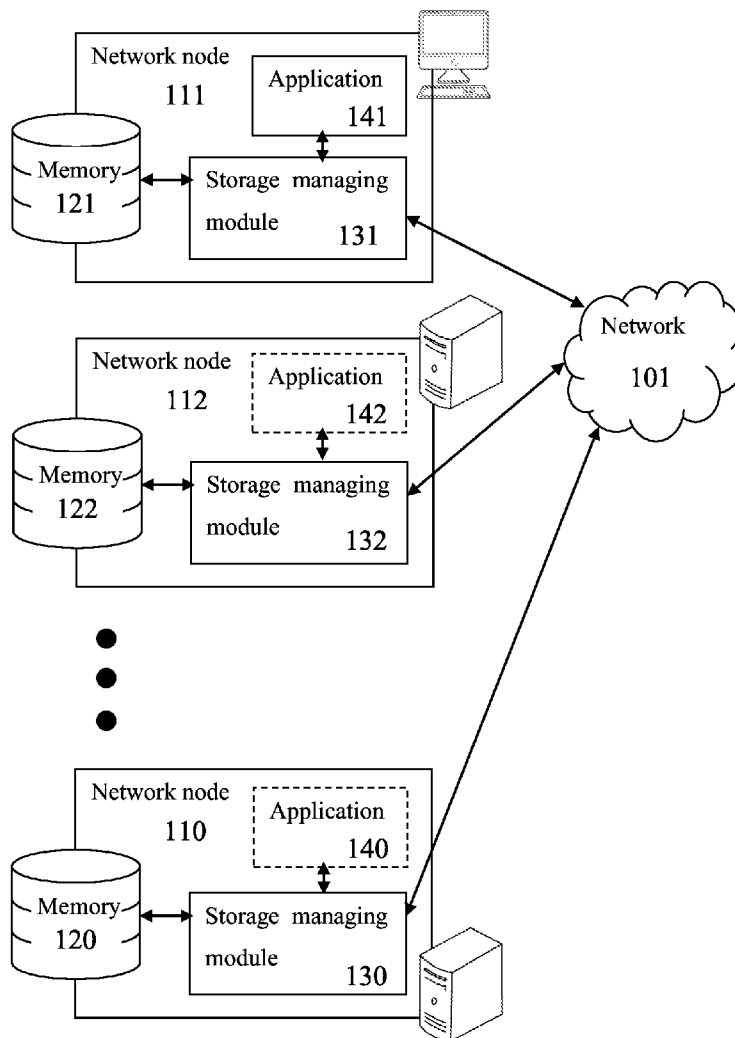 Network node
111
Application
141
Memory
121
Storage managing
module
131
Network
101
Network node
112
Application
142
Memory
122
Storage managing
module
132
Network node
110
Application
140
Memory
120
Storage managing
module
130